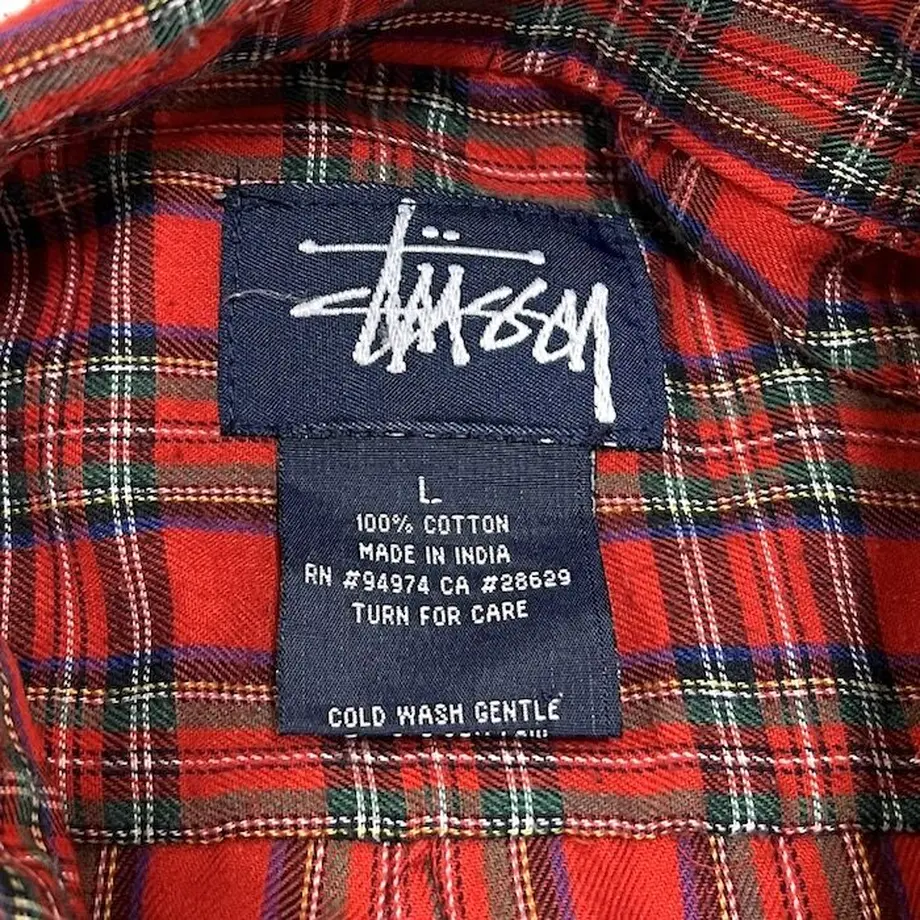 Stüssy
L
100% COTTON
MADE IN INDIA
RN #94974 CA #28629
TURN FOR CARE
COLD WASH GENTLE